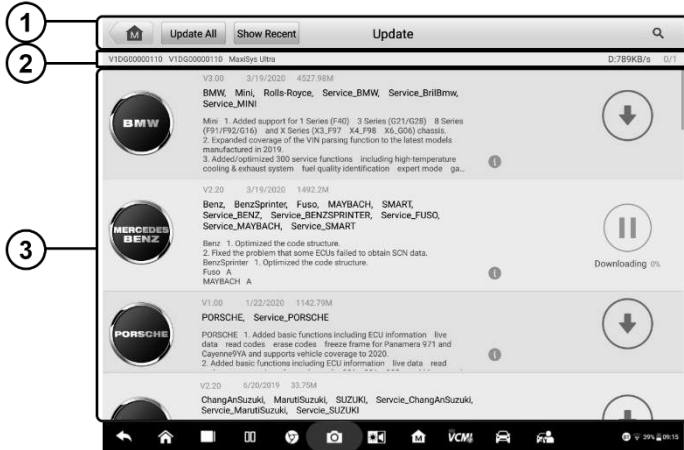 1
Update All Show Recent Update
2
V1DG00000110 V1DG00000110 MaxiSys Ultra D:789KB/s 0/1
3
V3.00 3/19/2020 4527.98M
BMW, Mini, Rolls-Royce, Service_BMW, Service_BrilBmw,
Service_MINI
BMW
Mini 1. Added support for 1 Series (F40) 3 Series (G21/G28) 8 Series
(F91/F92/G16) and X Series (X3_F97 X4_F98 X6_G06) chassis.
2. Expanded coverage of the VIN parsing function to the latest models
manufactured in 2019.
3. Added/optimized 300 service functions including high-temperature
cooling & exhaust system fuel quality identification expert mode ga...
V2.20 3/19/2020 1492.2M
Benz, BenzSprinter, Fuso, MAYBACH, SMART,
Service_BENZ, Service_BENZSPRINTER, Service_FUSO,
Service_MAYBACH, Service_SMART
MERCEDES
BENZ
Benz 1. Optimized the code structure.
2. Fixed the problem that some ECUs failed to obtain SCN data.
BenzSprinter 1. Optimized the code structure.
Fuso A
MAYBACH A
Downloading 0%
V1.00 1/22/2020 1142.79M
PORSCHE, Service_PORSCHE
PORSCHE
PORSCHE 1. Added basic functions including ECU information live
data read codes erase codes freeze frame for Panamera 971 and
Cayenne9YA and supports vehicle coverage to 2020.
2. Added basic functions including ECU information live data read
V2.20 6/20/2019 33.75M
ChangAnSuzuki, MarutiSuzuki, SUZUKI, Servcie_ChangAnSuzuki,
Servcie_MarutiSuzuki, Servcie_SUZUKI
VCMI 39% 09:15